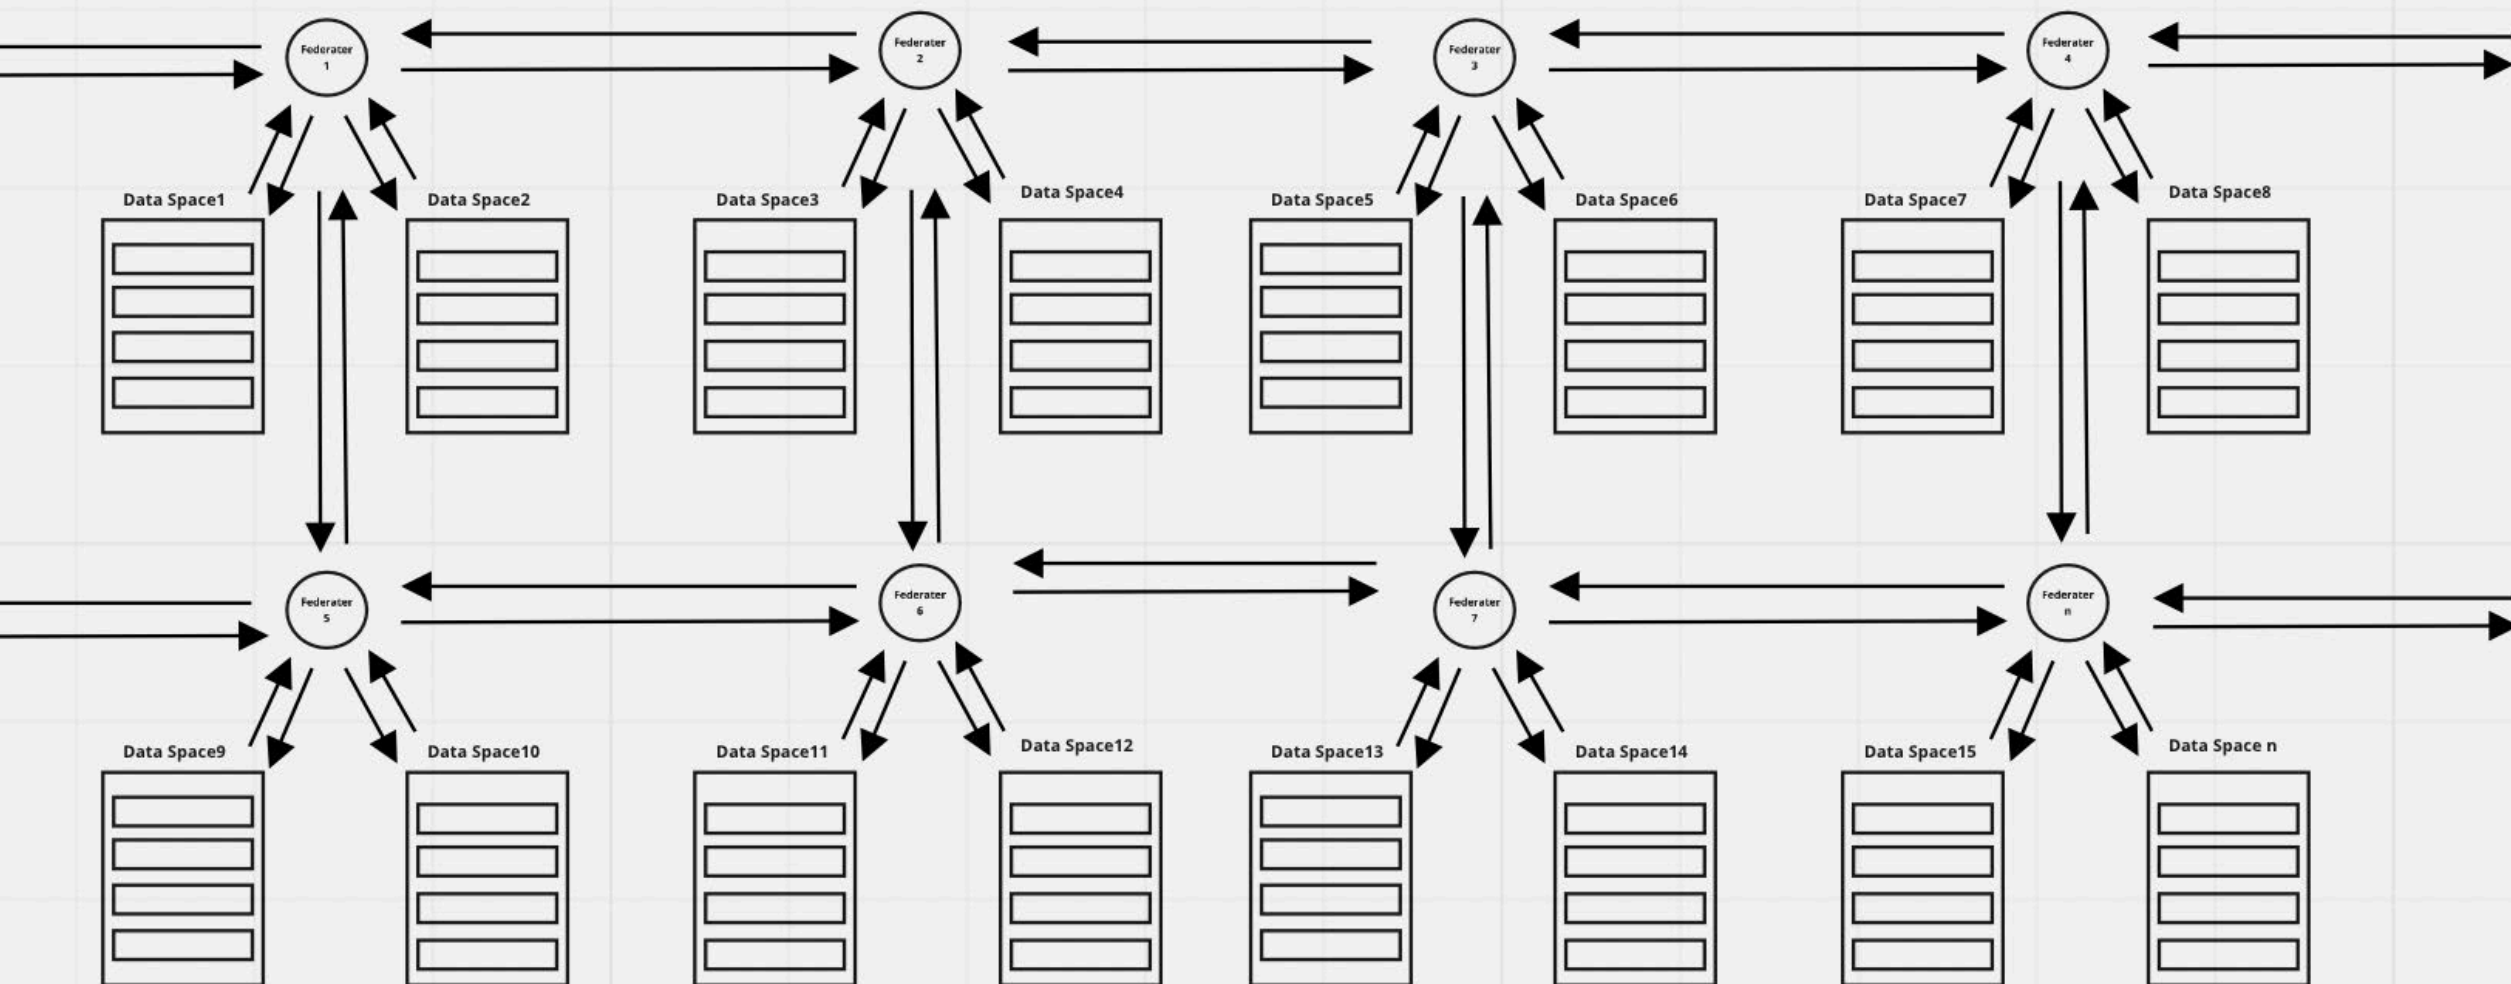 Federater
1
Federater
2
Federater
3
Federater
4
Data Space1
Data Space2
Data Space3
Data Space4
Data Space5
Data Space6
Data Space7
Data Space8
Federater
5
Federater
6
Federater
7
Federater
n
Data Space9
Data Space10
Data Space11
Data Space12
Data Space13
Data Space14
Data Space15
Data Space n